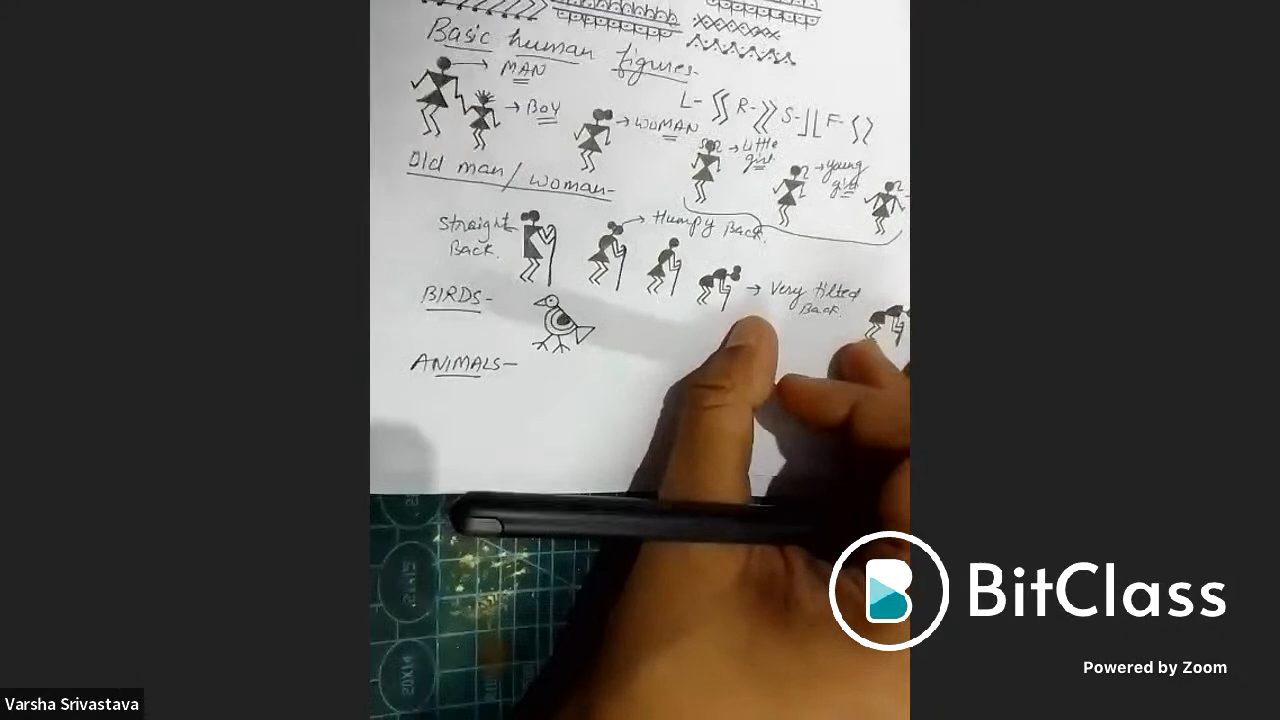 Basic human figures-
MAN
L- R- S- F-
BOY
WOMAN
Little girl
young girl
Old man/woman-
Straight Back.
Humpy Back.
Very tilted Back.
BIRDS-
ANIMALS-
20X14
BitClass
Powered by Zoom
Varsha Srivastava